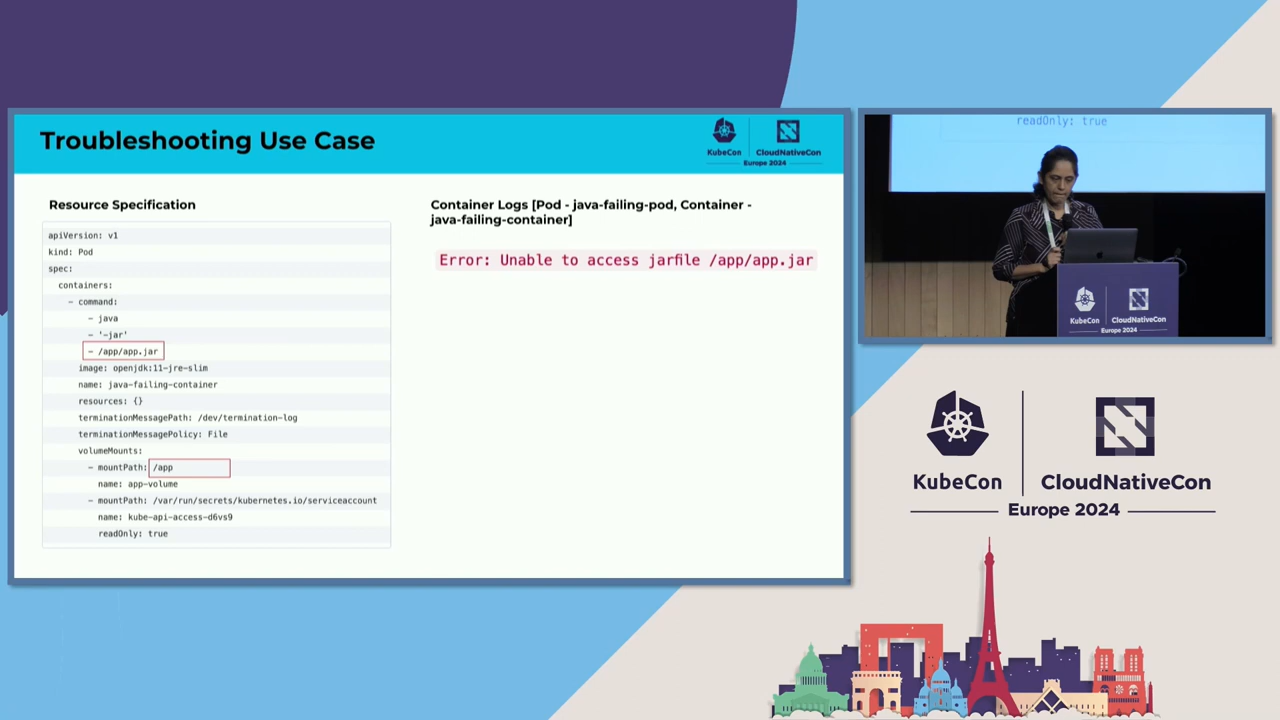 Troubleshooting Use Case
KubeCon
CloudNativeCon
Europe 2024
Resource Specification
apiVersion: v1
kind: Pod
spec:
containers:
- command:
- java
- '-jar'
- /app/app.jar
image: openjdk:11-jre-slim
name: java-failing-container
resources: {}
terminationMessagePath: /dev/termination-log
terminationMessagePolicy: File
volumeMounts:
- mountPath: /app
name: app-volume
- mountPath: /var/run/secrets/kubernetes.io/serviceaccount
name: kube-api-access-d6vs9
readOnly: true
Container Logs [Pod - java-failing-pod, Container -
java-failing-container]
Error: Unable to access jarfile /app/app.jar
readOnly: true
KubeCon
CloudNativeCon
Europe 2024
KubeCon
CloudNativeCon
Europe 2024